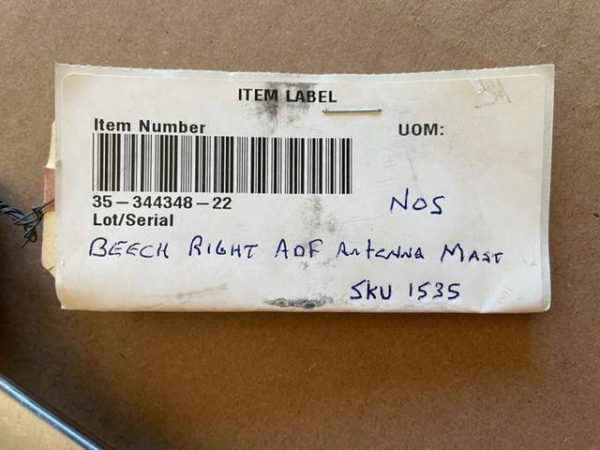 ITEM LABEL
Item Number UOM:
35-344348-22
Lot/Serial NOS
BEECH RIGHT ADF ANTENNA MAST
SKU 1535